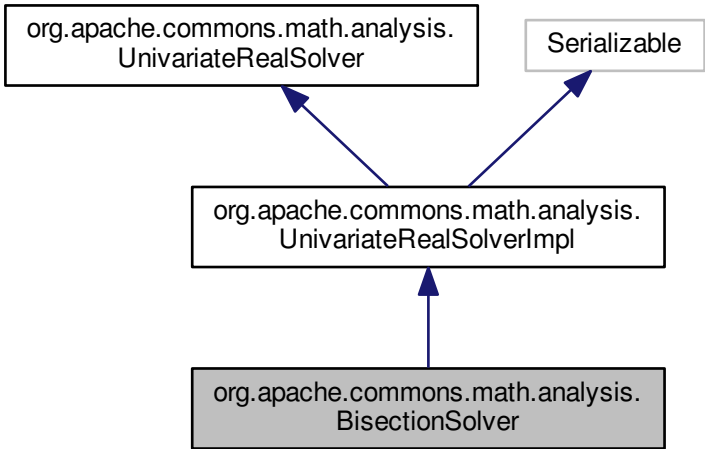 org.apache.commons.math.analysis.
UnivariateRealSolver
Serializable
org.apache.commons.math.analysis.
UnivariateRealSolverImpl
org.apache.commons.math.analysis.
BisectionSolver